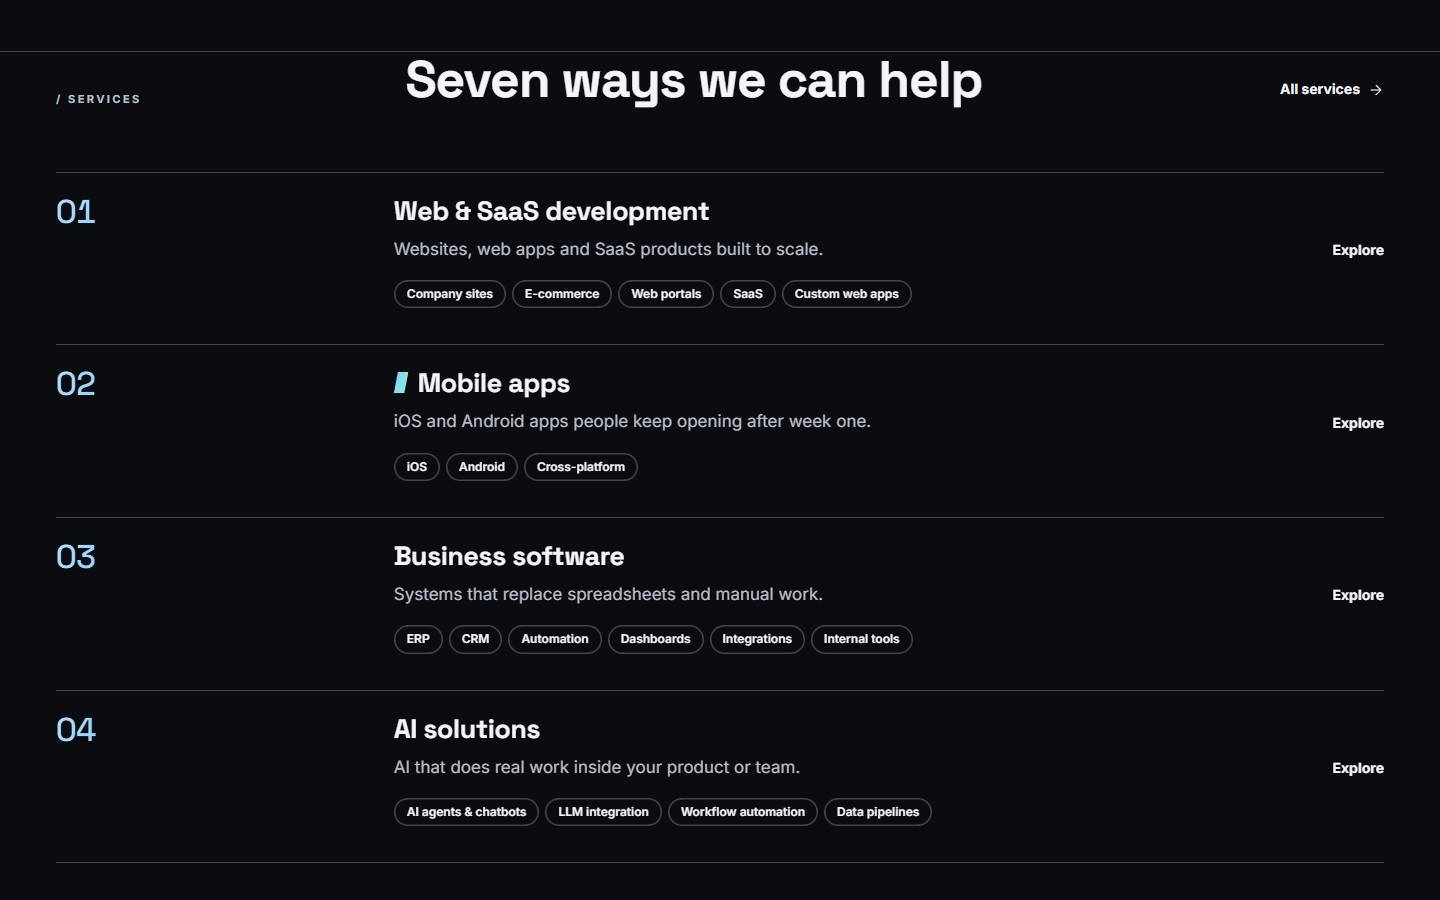 / SERVICES
Seven ways we can help
All services →
01
Web & SaaS development
Websites, web apps and SaaS products built to scale.
Explore
Company sites
E-commerce
Web portals
SaaS
Custom web apps
02
Mobile apps
iOS and Android apps people keep opening after week one.
Explore
iOS
Android
Cross-platform
03
Business software
Systems that replace spreadsheets and manual work.
Explore
ERP
CRM
Automation
Dashboards
Integrations
Internal tools
04
AI solutions
AI that does real work inside your product or team.
Explore
AI agents & chatbots
LLM integration
Workflow automation
Data pipelines